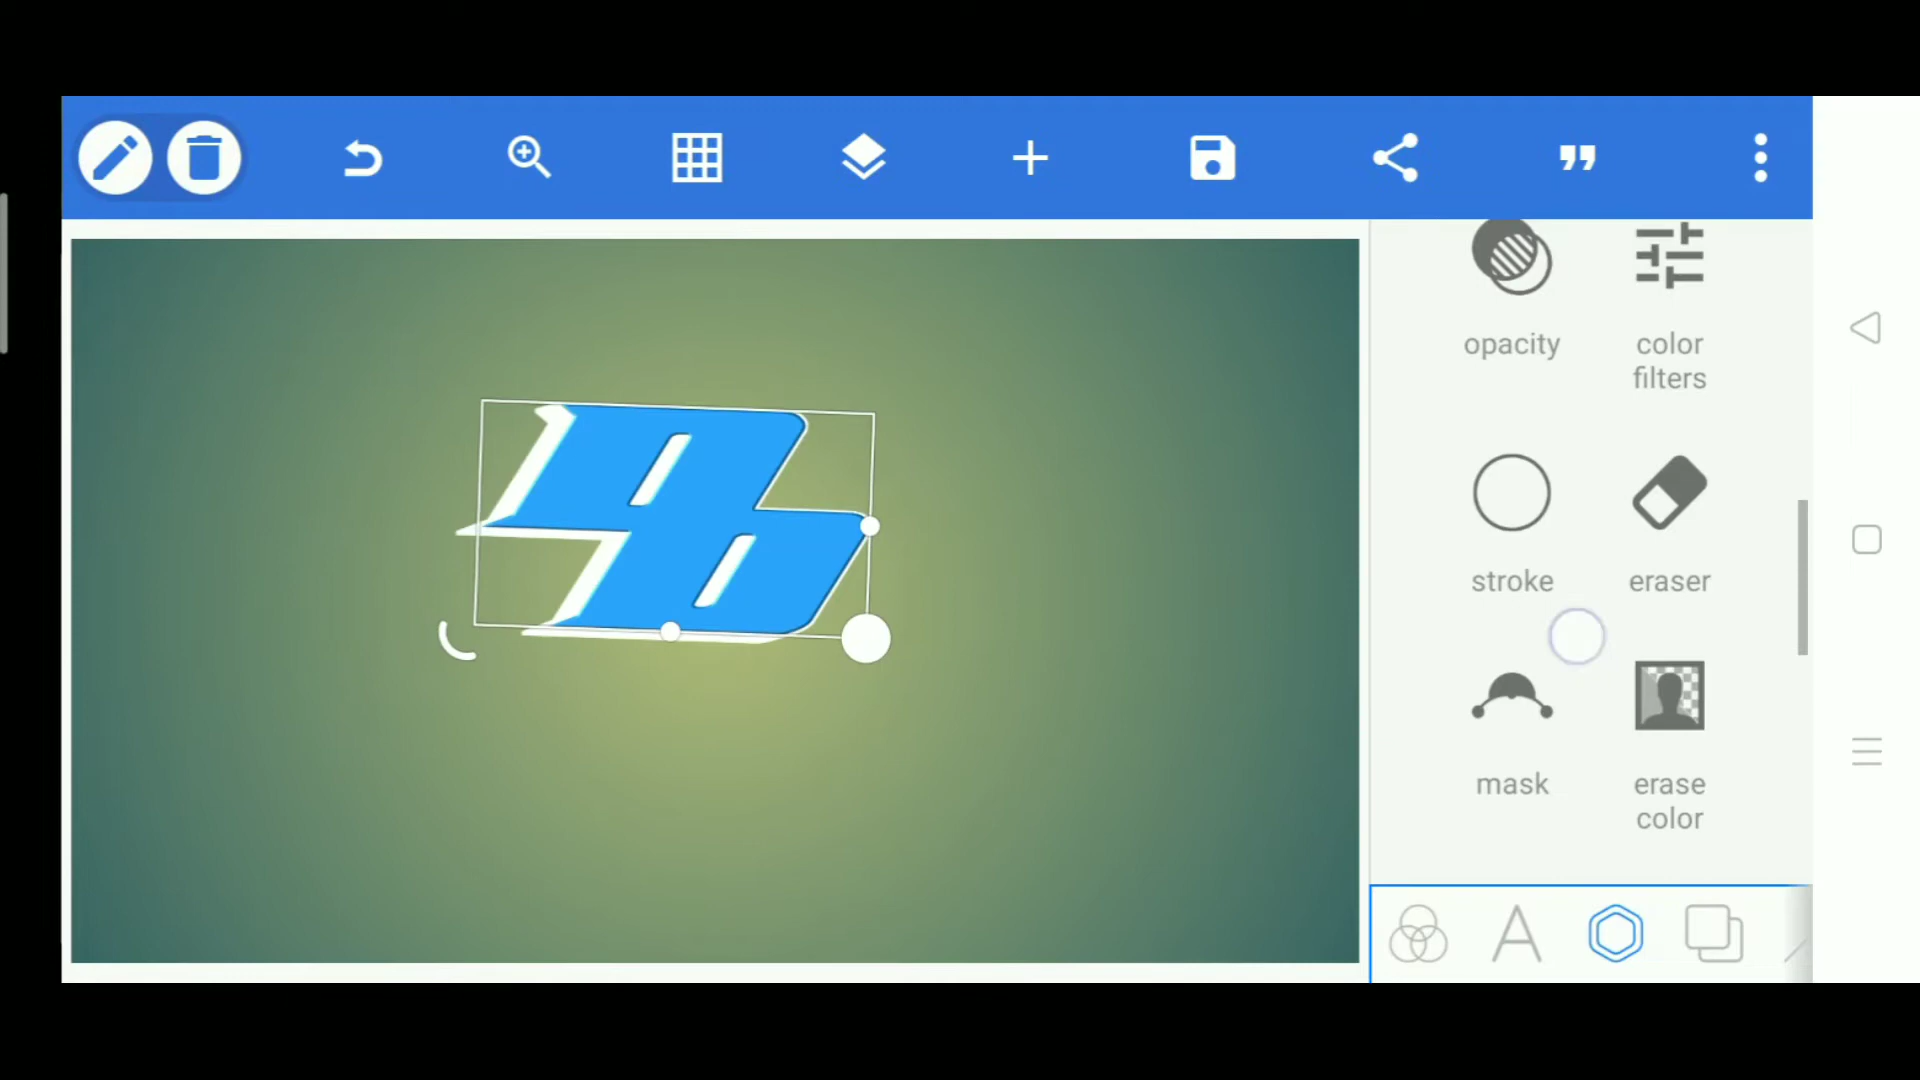 opacity
color
filters
stroke
eraser
mask
erase
color